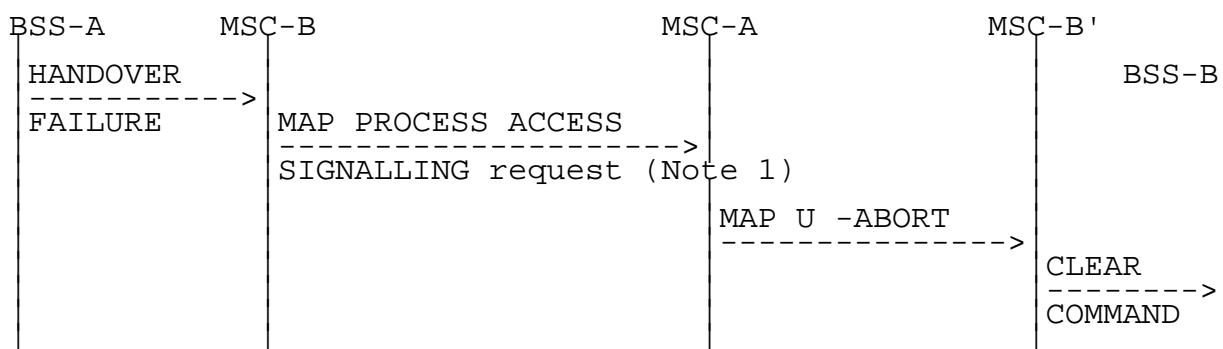 BSS-A MSC-B MSC-A MSC-B'
HANDOVER BSS-B
----------->
FAILURE MAP PROCESS ACCESS
--------------------->
SIGNALLING request (Note 1)
MAP U -ABORT
--------------->
CLEAR
-------->
COMMAND